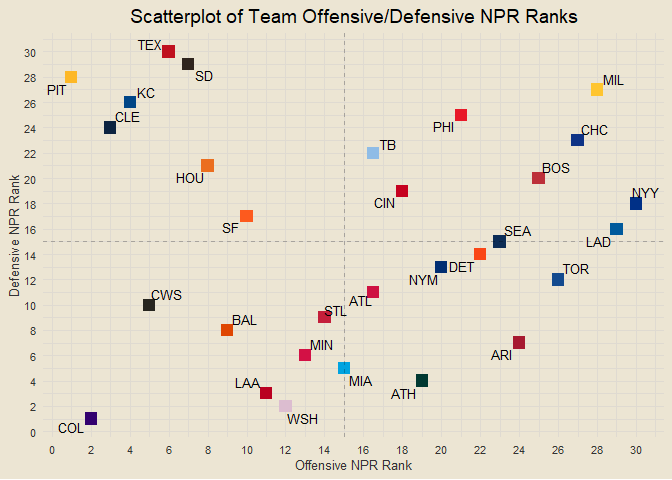 Scatterplot of Team Offensive/Defensive NPR Ranks
Defensive NPR Rank
30
28
26
24
22
20
18
16
14
12
10
8
6
4
2
0
TEX
SD
PIT
KC
MIL
CLE
PHI
CHC
TB
HOU
BOS
CIN
NYY
SF
SEA
LAD
DET
NYM
TOR
CWS
ATL
STL
BAL
MIN
ARI
MIA
LAA
ATH
WSH
COL
0 2 4 6 8 10 12 14 16 18 20 22 24 26 28 30
Offensive NPR Rank